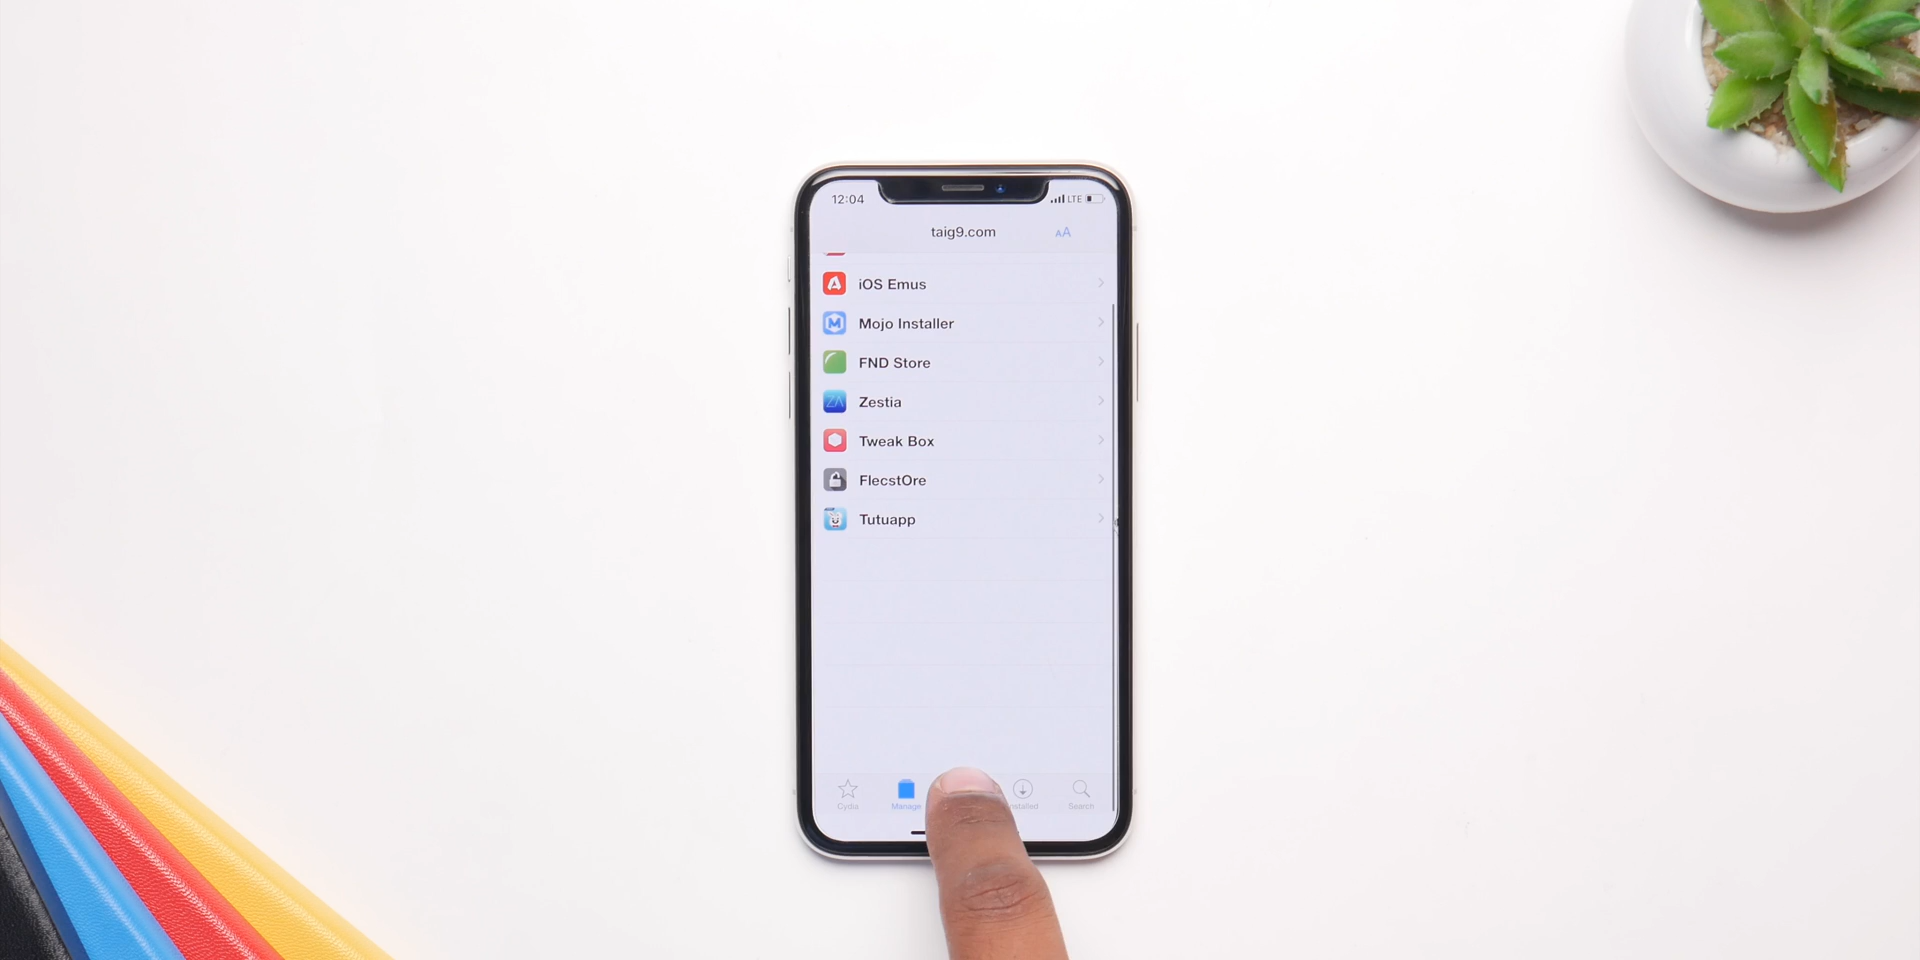 12:04 LTE
taig9.com AA
iOS Emus
Mojo Installer
FND Store
Zestia
Tweak Box
FlecstOre
Tutuapp
Cydia Manage nstalled Search